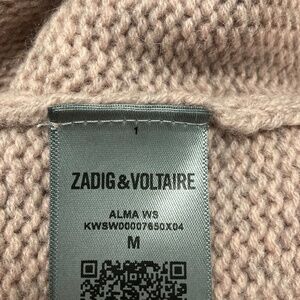 1
ZADIG&VOLTAIRE
ALMA WS
KWSW00007650X04
M